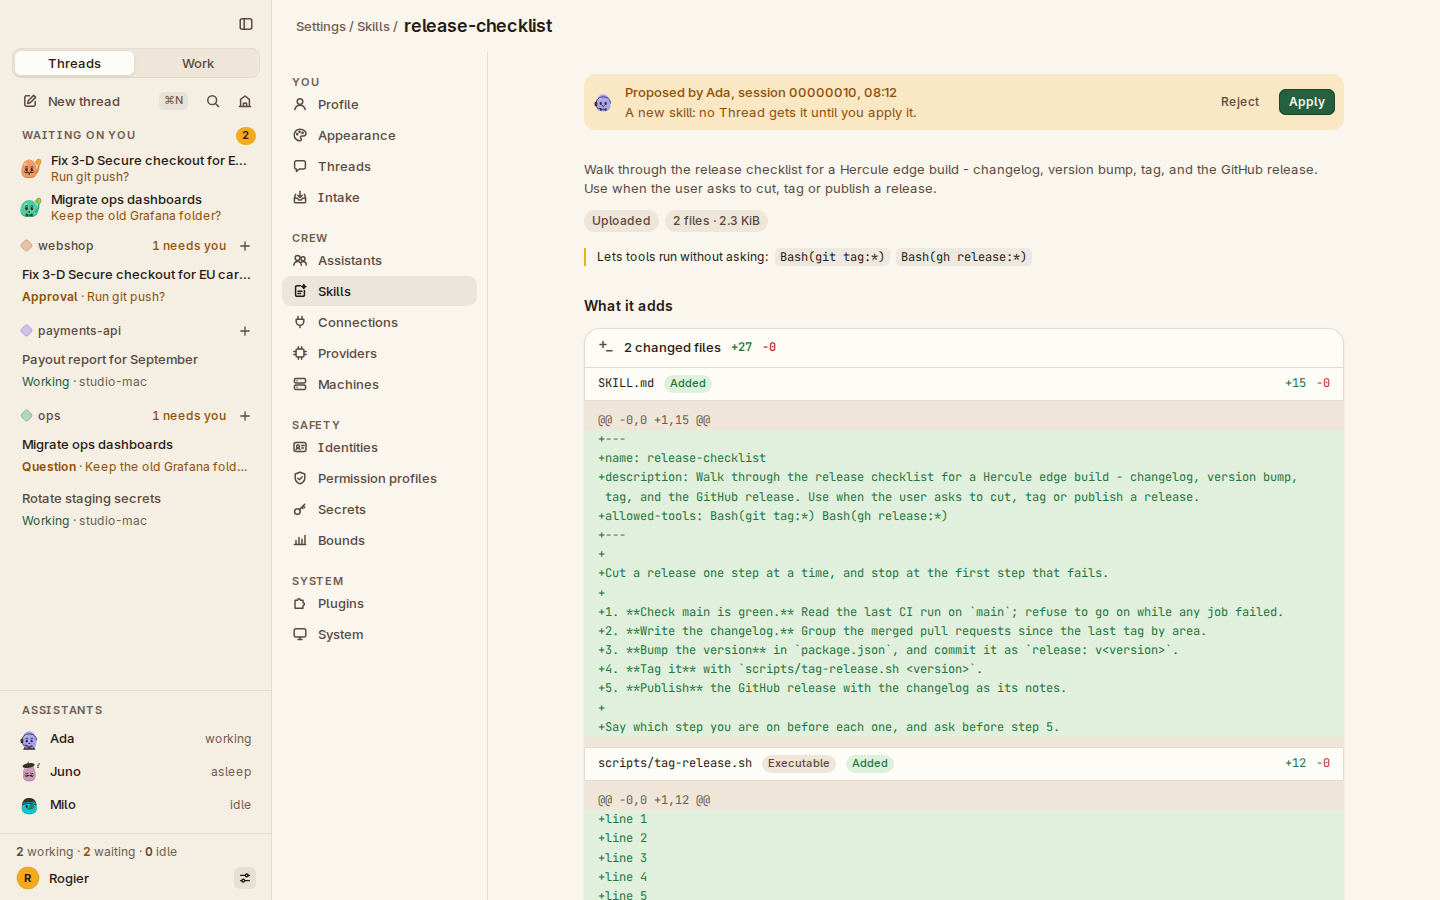 Threads
Work
New thread
⌘N
WAITING ON YOU
2
Fix 3-D Secure checkout for E...
Run git push?
Migrate ops dashboards
Keep the old Grafana folder?
webshop
1 needs you
Fix 3-D Secure checkout for EU car...
Approval · Run git push?
payments-api
Payout report for September
Working · studio-mac
ops
1 needs you
Migrate ops dashboards
Question · Keep the old Grafana fold...
Rotate staging secrets
Working · studio-mac
ASSISTANTS
Ada
working
Juno
asleep
Milo
idle
2 working · 2 waiting · 0 idle
R
Rogier
Settings / Skills / release-checklist
YOU
Profile
Appearance
Threads
Intake
CREW
Assistants
Skills
Connections
Providers
Machines
SAFETY
Identities
Permission profiles
Secrets
Bounds
SYSTEM
Plugins
System
Proposed by Ada, session 00000010, 08:12
A new skill: no Thread gets it until you apply it.
Reject
Apply
Walk through the release checklist for a Hercule edge build - changelog, version bump, tag, and the GitHub release.
Use when the user asks to cut, tag or publish a release.
Uploaded
2 files · 2.3 KiB
Lets tools run without asking: Bash(git tag:*) Bash(gh release:*)
What it adds
2 changed files +27 -0
SKILL.md Added +15 -0
@@ -0,0 +1,15 @@
+---
+name: release-checklist
+description: Walk through the release checklist for a Hercule edge build - changelog, version bump,
tag, and the GitHub release. Use when the user asks to cut, tag or publish a release.
+allowed-tools: Bash(git tag:*) Bash(gh release:*)
+---
+
+Cut a release one step at a time, and stop at the first step that fails.
+
+1. **Check main is green.** Read the last CI run on `main`; refuse to go on while any job failed.
+2. **Write the changelog.** Group the merged pull requests since the last tag by area.
+3. **Bump the version** in `package.json`, and commit it as `release: v<version>`.
+4. **Tag it** with `scripts/tag-release.sh <version>`.
+5. **Publish** the GitHub release with the changelog as its notes.
+
+Say which step you are on before each one, and ask before step 5.
scripts/tag-release.sh Executable Added +12 -0
@@ -0,0 +1,12 @@
+line 1
+line 2
+line 3
+line 4
+line 5